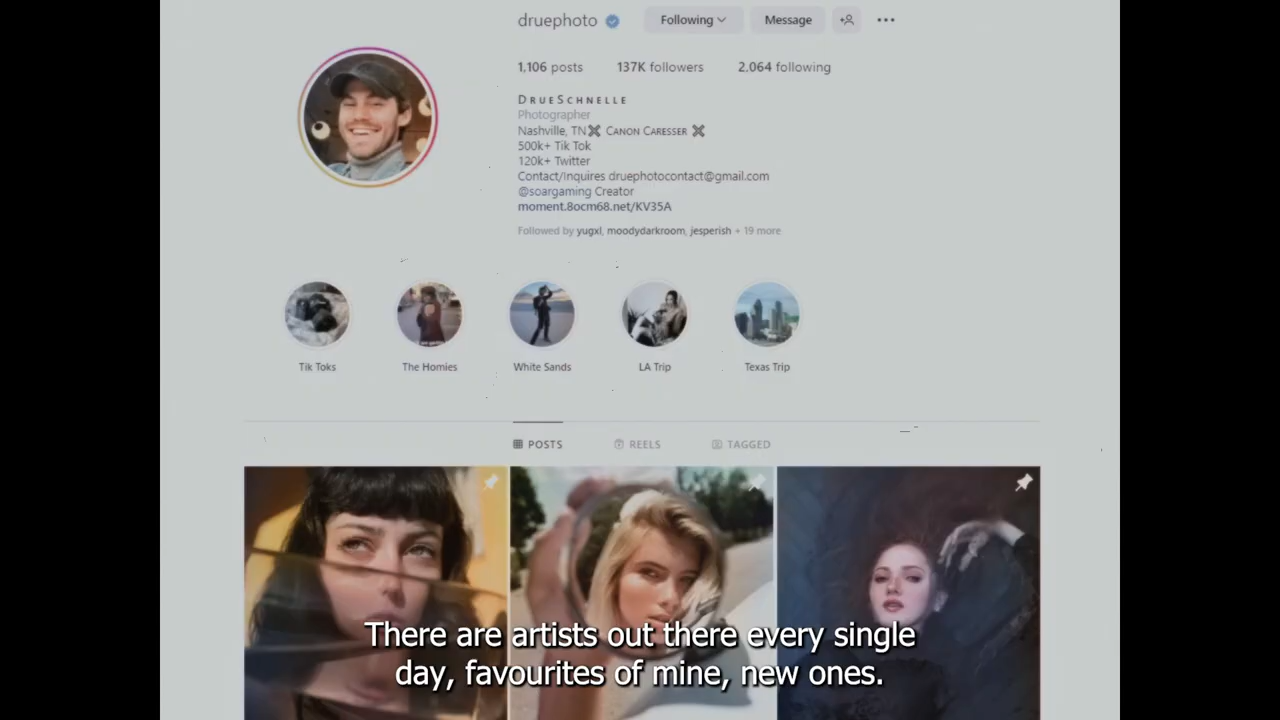 druephoto
Following
Message
1,106 posts
137K followers
2.064 following
DRUESCHNELLE
Photographer
Nashville, TN✖ CANON CARESSER ✖
500k+ Tik Tok
120k+ Twitter
Contact/Inquires druephotocontact@gmail.com
@soargaming Creator
moment.8ocm68.net/KV35A
Followed by yugxl, moodydarkroom, jesperish + 19 more
Tik Toks
The Homies
White Sands
LA Trip
Texas Trip
POSTS
REELS
TAGGED
There are artists out there every single
day, favourites of mine, new ones.